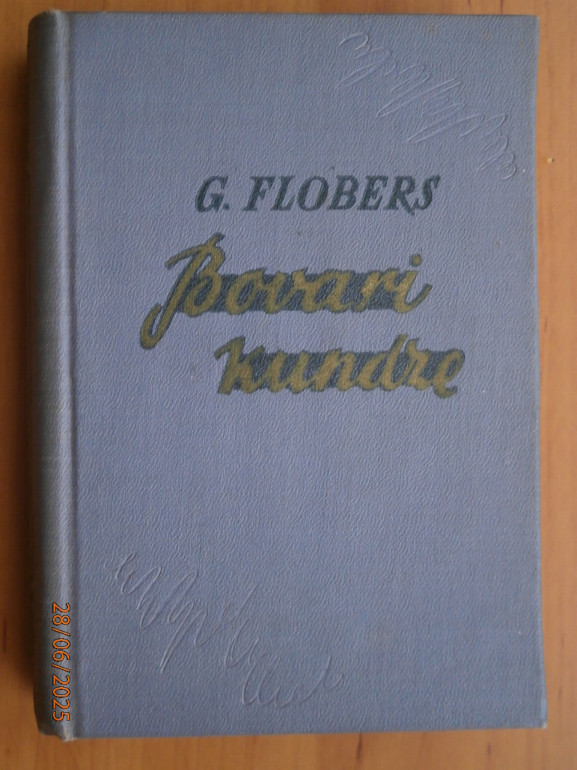 G. FLOBERS
Bovari
kundze
28/06/2025